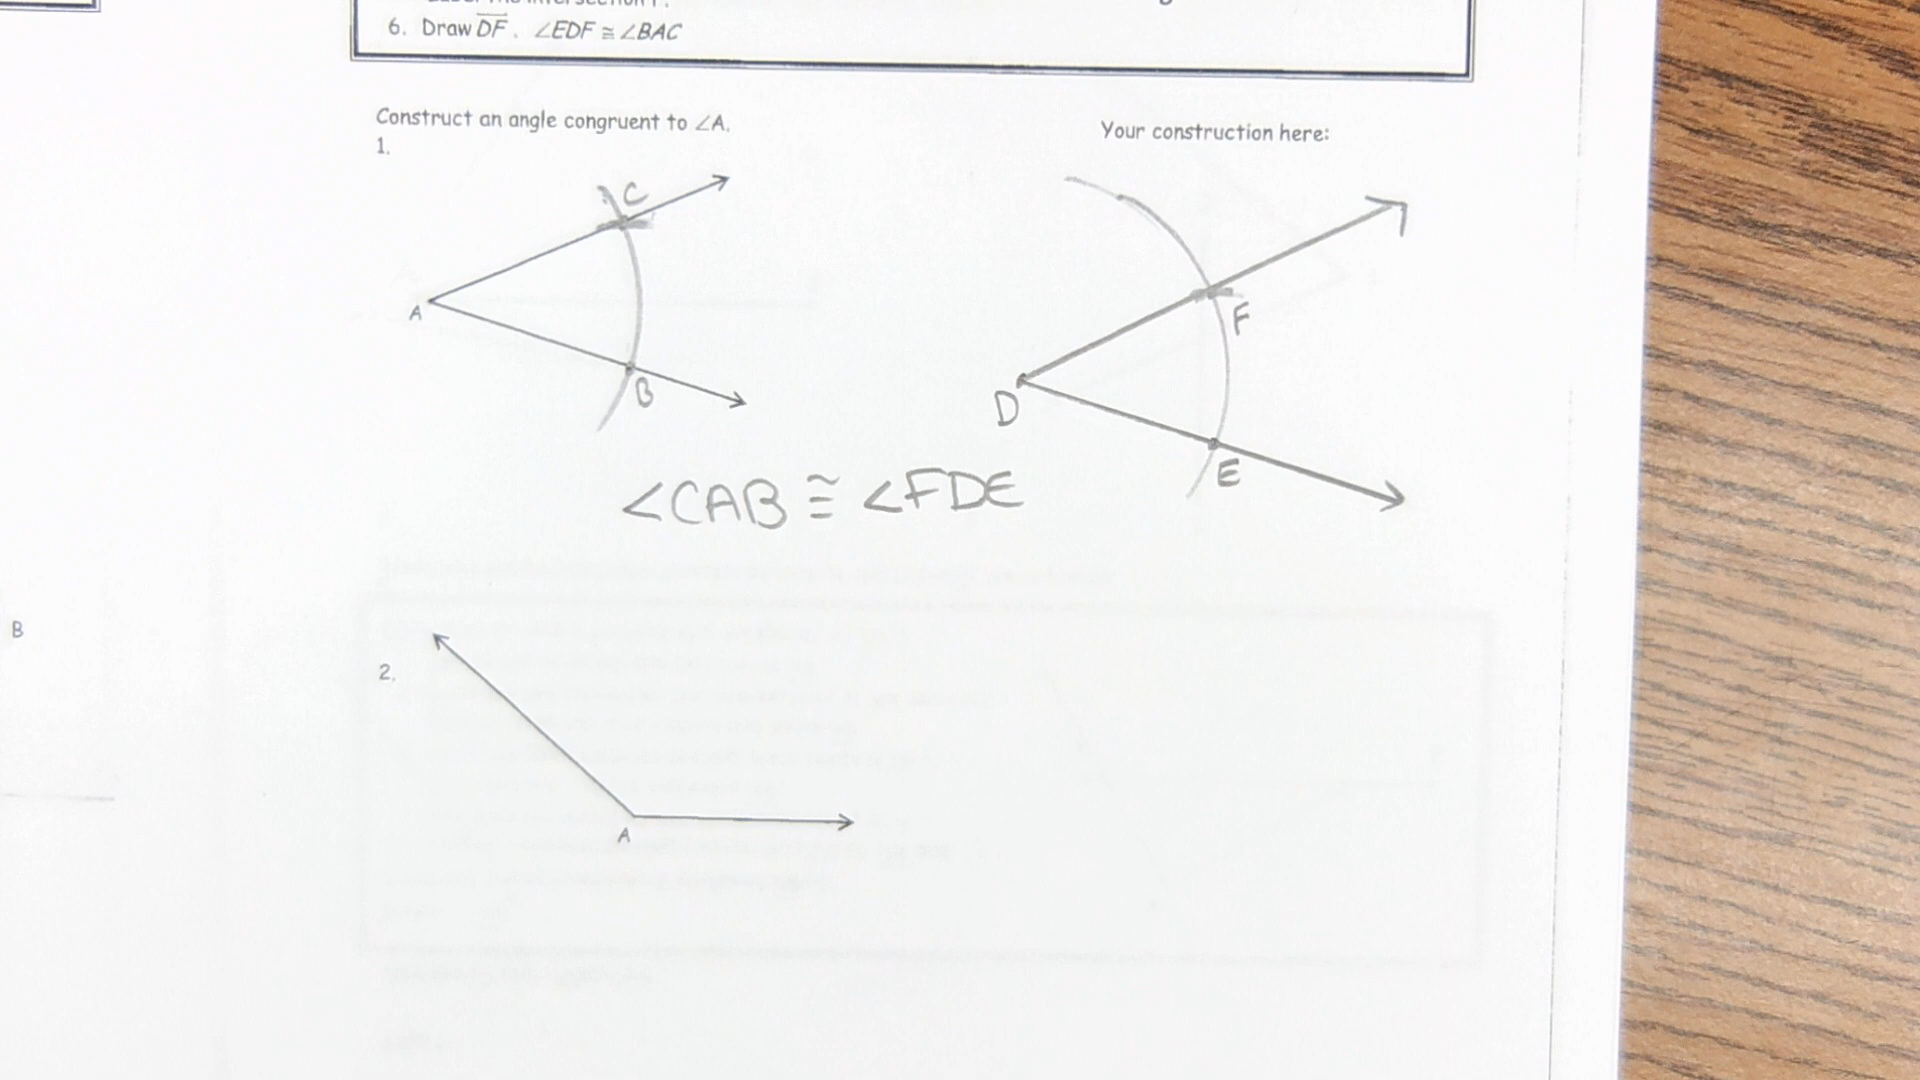 6. Draw DF. ∠EDF ≅ ∠BAC
Construct an angle congruent to ∠A.
Your construction here:
1.
C
A
B
F
D
E
∠CAB ≅ ∠FDE
B
2.
A